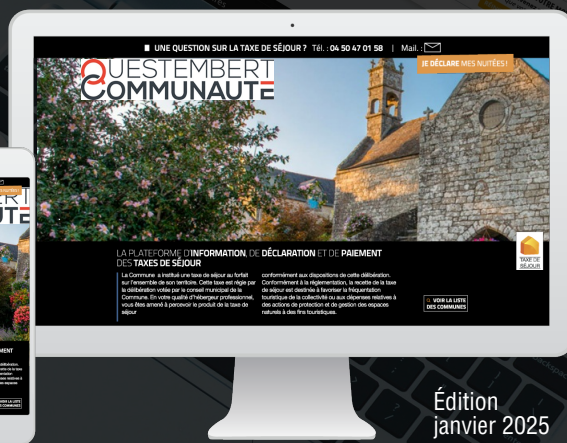 UNE QUESTION SUR LA TAXE DE SÉJOUR ? Tél. : 04 50 47 01 58 | Mail. :
JE DÉCLARE MES NUITÉES !
QUESTEMBERT
COMMUNAUTÉ
LA PLATEFORME D'INFORMATION, DE DÉCLARATION ET DE PAIEMENT
DES TAXES DE SÉJOUR
La Commune a institué une taxe de séjour au forfait
sur l'ensemble de son territoire. Cette taxe est régie par
la délibération votée par le conseil municipal de la
Commune. En votre qualité d'hébergeur professionnel,
vous êtes amené à percevoir le produit de la taxe de
séjour
conformément aux dispositions de cette délibération.
Conformément à la réglementation, la recette de la taxe
de séjour est destinée à favoriser la fréquentation
touristique de la collectivité ou aux dépenses relatives à
des actions de protection et de gestion des espaces
naturels à des fins touristiques.
TAXE DE
SÉJOUR
VOIR LA LISTE
DES COMMUNES
Édition
janvier 2025